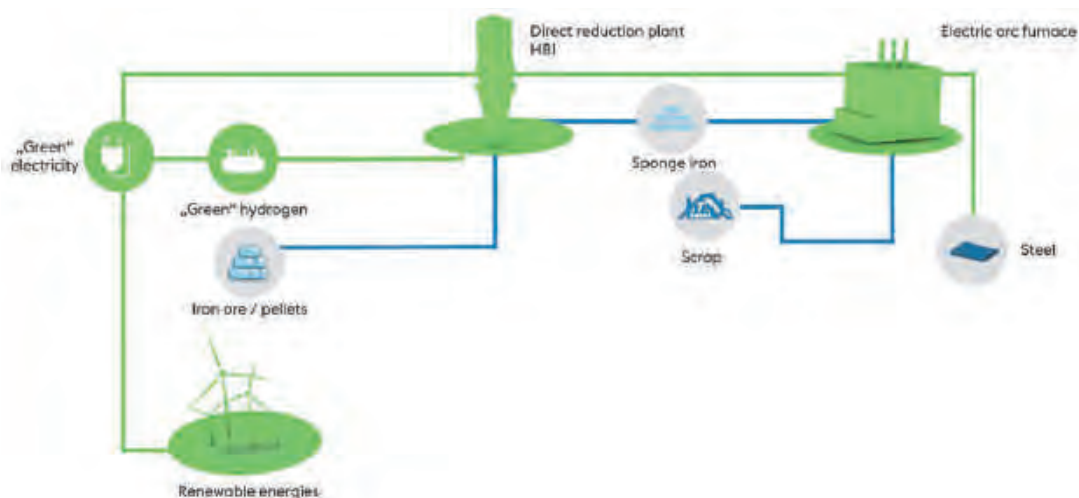 Direct reduction plant
HBI
Electric arc furnace
„Green“
electricity
Sponge iron
„Green“ hydrogen
Scrap
Steel
Iron ore / pellets
Renewable energies